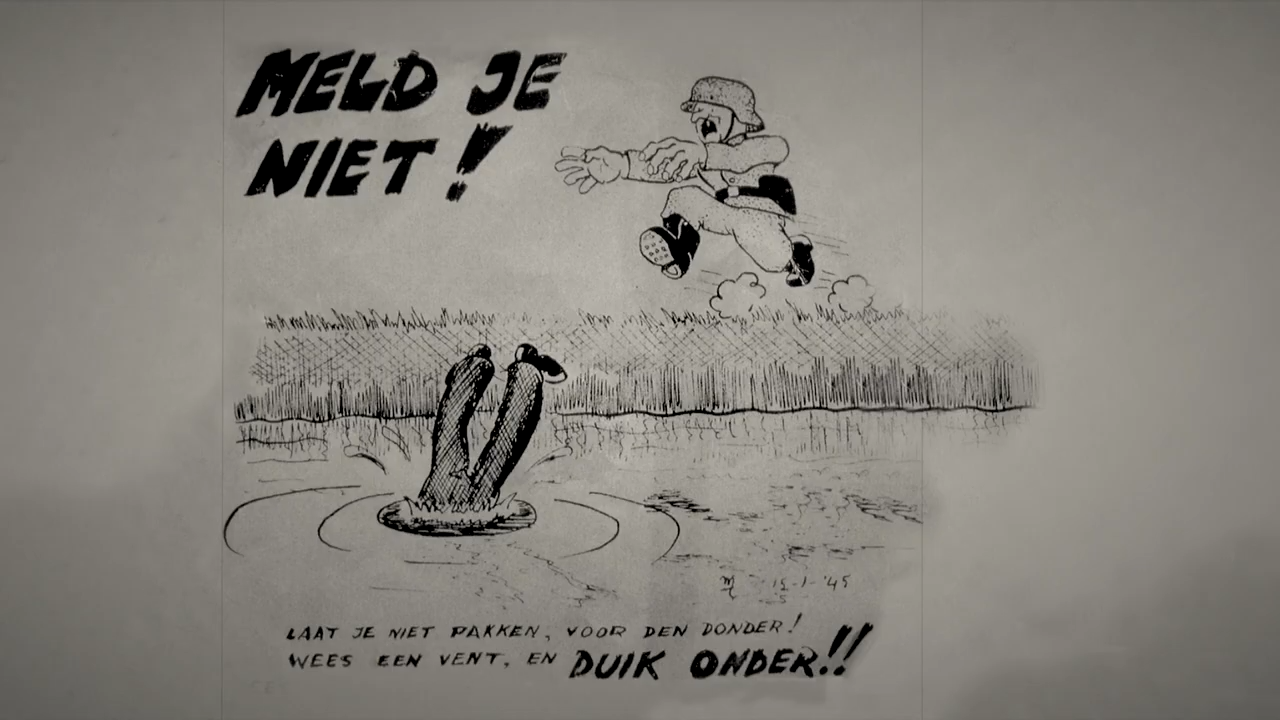 MELD JE
NIET!
15-1-'45
LAAT JE NIET PAKKEN, VOOR DEN DONDER!
WEES EEN VENT, EN DUIK ONDER!!